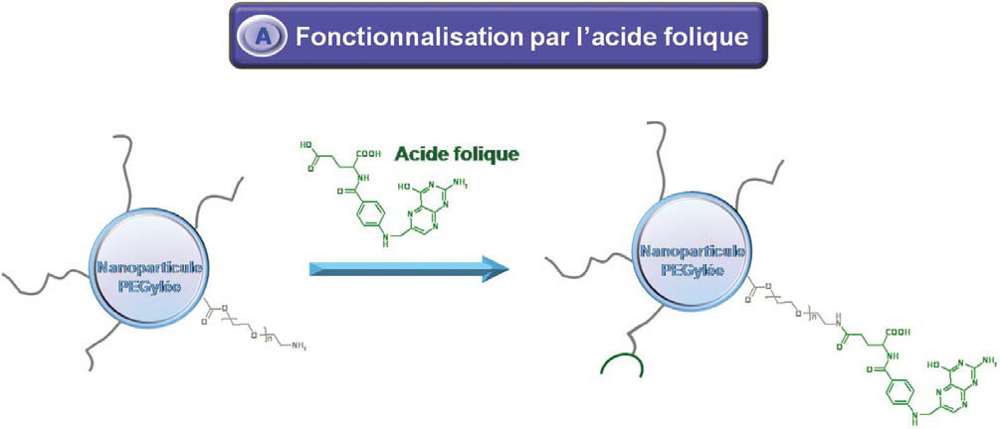 A Fonctionnalisation par l'acide folique
Acide folique
HO
O
COOH
NH
O
N
H
HO
N
NH₂
N
N
N
Nanoparticule
PEGylée
O
O
O
n
NH₂
Nanoparticule
PEGylée
O
O
O
n
H
N
O
COOH
NH
O
N
H
HO
N
NH₂
N
N
N